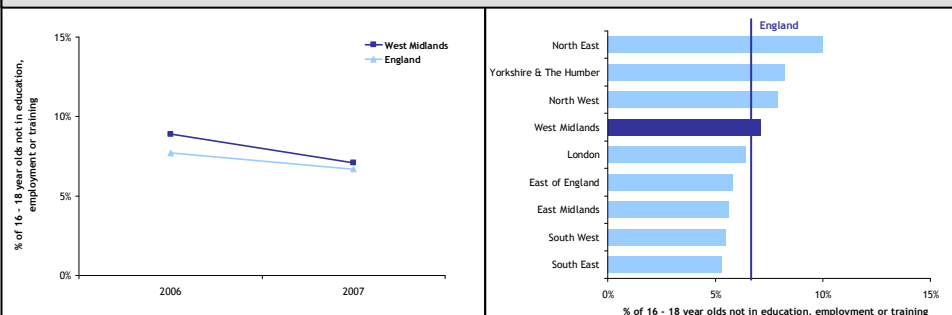 15%
10%
5%
0%
% of 16 - 18 year olds not in education,
employment or training
West Midlands
England
2006
2007
England
North East
Yorkshire & The Humber
North West
West Midlands
London
East of England
East Midlands
South West
South East
0%
5%
10%
15%
% of 16 - 18 year olds not in education, employment or training